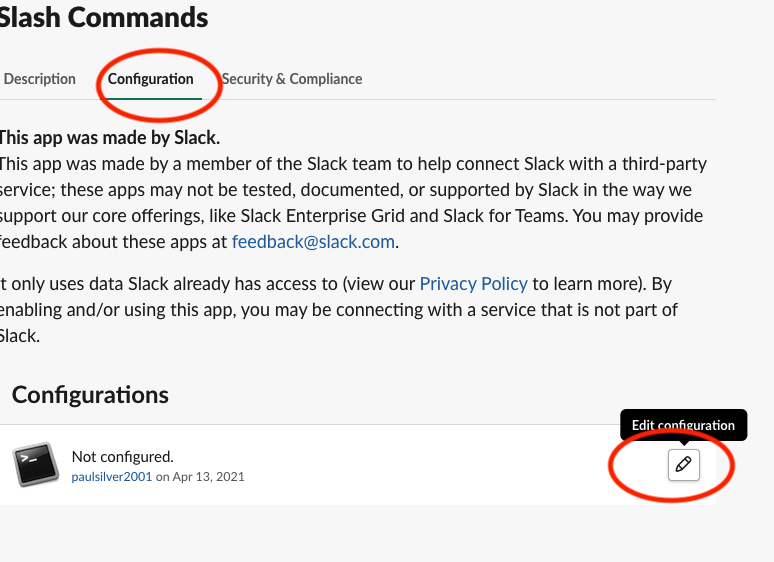 Slash Commands
Description Configuration Security & Compliance
This app was made by Slack.
This app was made by a member of the Slack team to help connect Slack with a third-party
service; these apps may not be tested, documented, or supported by Slack in the way we
support our core offerings, like Slack Enterprise Grid and Slack for Teams. You may provide
feedback about these apps at feedback@slack.com.
t only uses data Slack already has access to (view our Privacy Policy to learn more). By
enabling and/or using this app, you may be connecting with a service that is not part of
Slack.
Configurations
Edit configuration
>_
Not configured.
paulsilver2001 on Apr 13, 2021